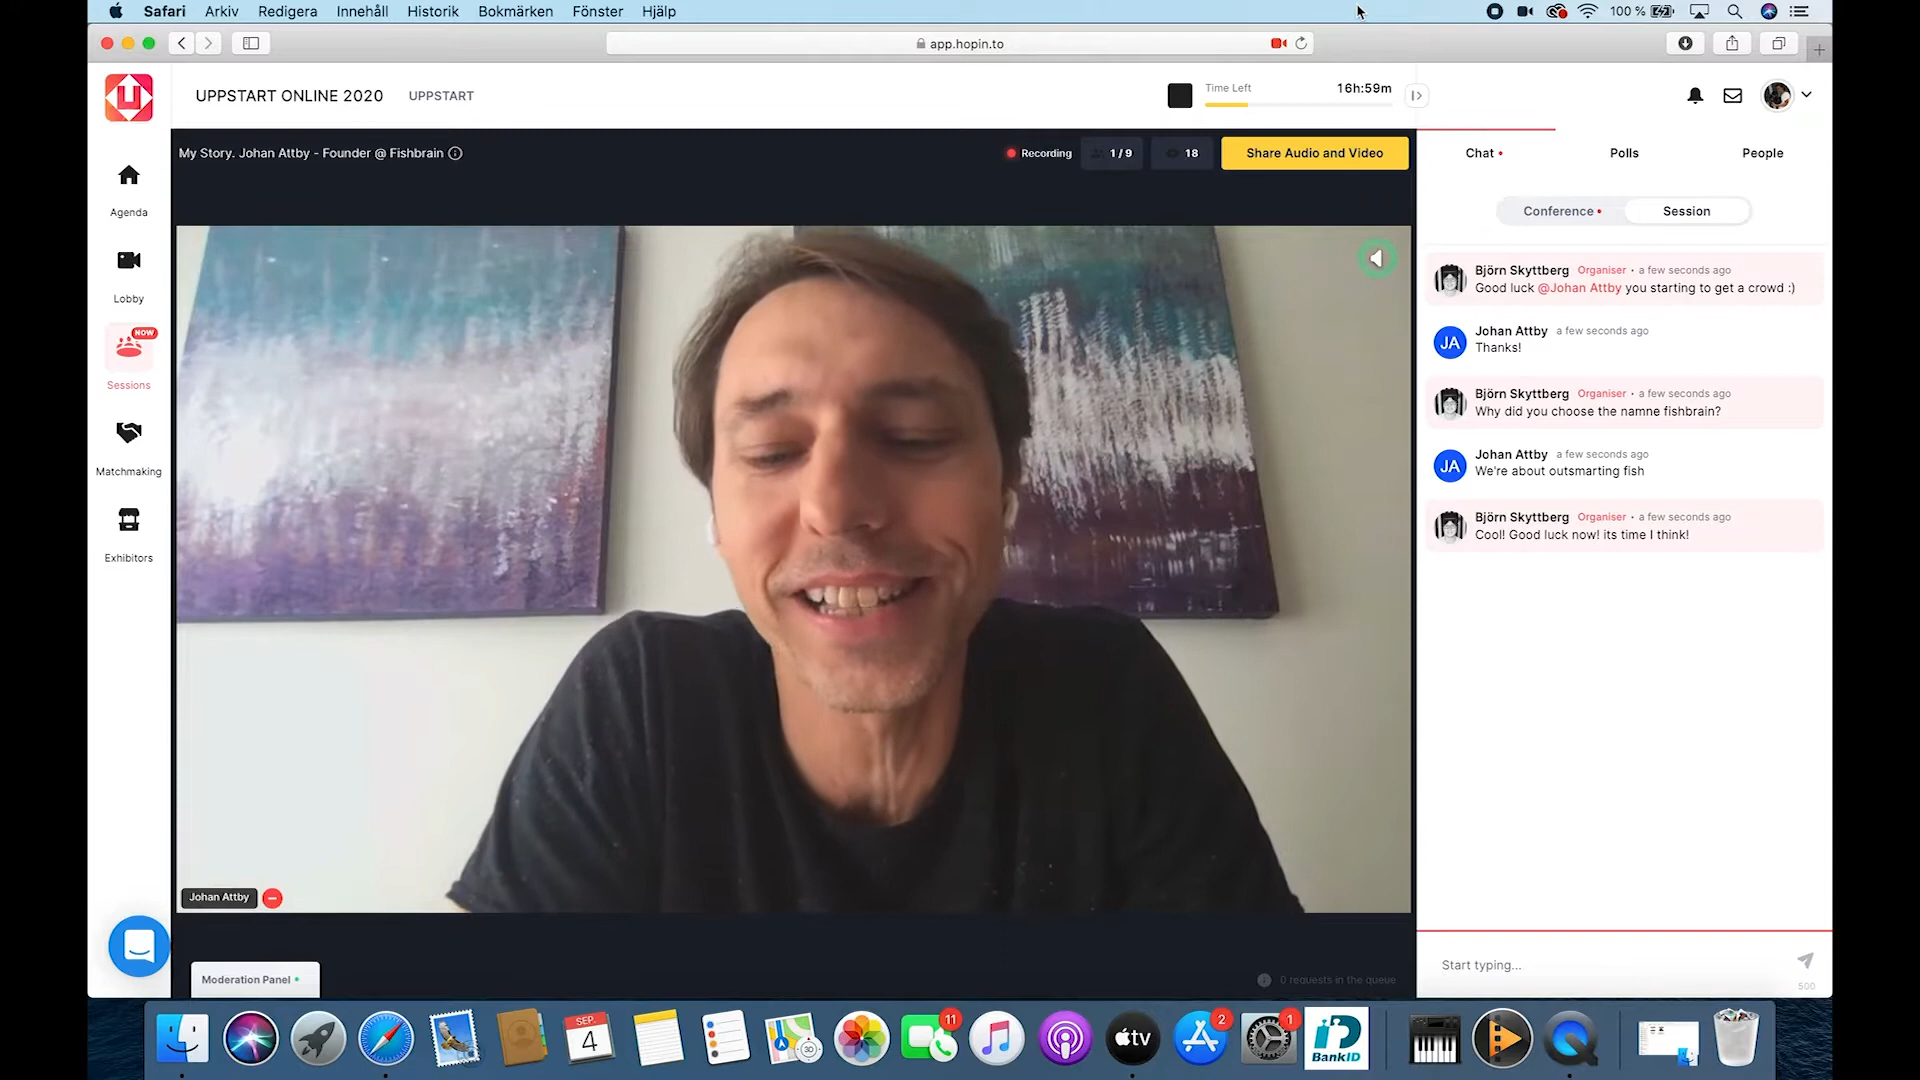 Safari Arkiv Redigera Innehåll Historik Bokmärken Fönster Hjälp
100 %
app.hopin.to
UPPSTART ONLINE 2020 UPPSTART
Time Left 16h:59m
My Story. Johan Attby - Founder @ Fishbrain
Recording 1 / 9 18 Share Audio and Video
Chat Polls People
Conference Session
Agenda
Lobby
NOW
Sessions
Matchmaking
Exhibitors
Björn Skyttberg Organiser • a few seconds ago
Good luck @Johan Attby you starting to get a crowd :)
JA
Johan Attby a few seconds ago
Thanks!
Björn Skyttberg Organiser • a few seconds ago
Why did you choose the namne fishbrain?
JA
Johan Attby a few seconds ago
We're about outsmarting fish
Björn Skyttberg Organiser • a few seconds ago
Cool! Good luck now! its time I think!
Johan Attby
Moderation Panel
0 requests in the queue
Start typing...
500
SEP.
4
11
tv
2
1
BankID